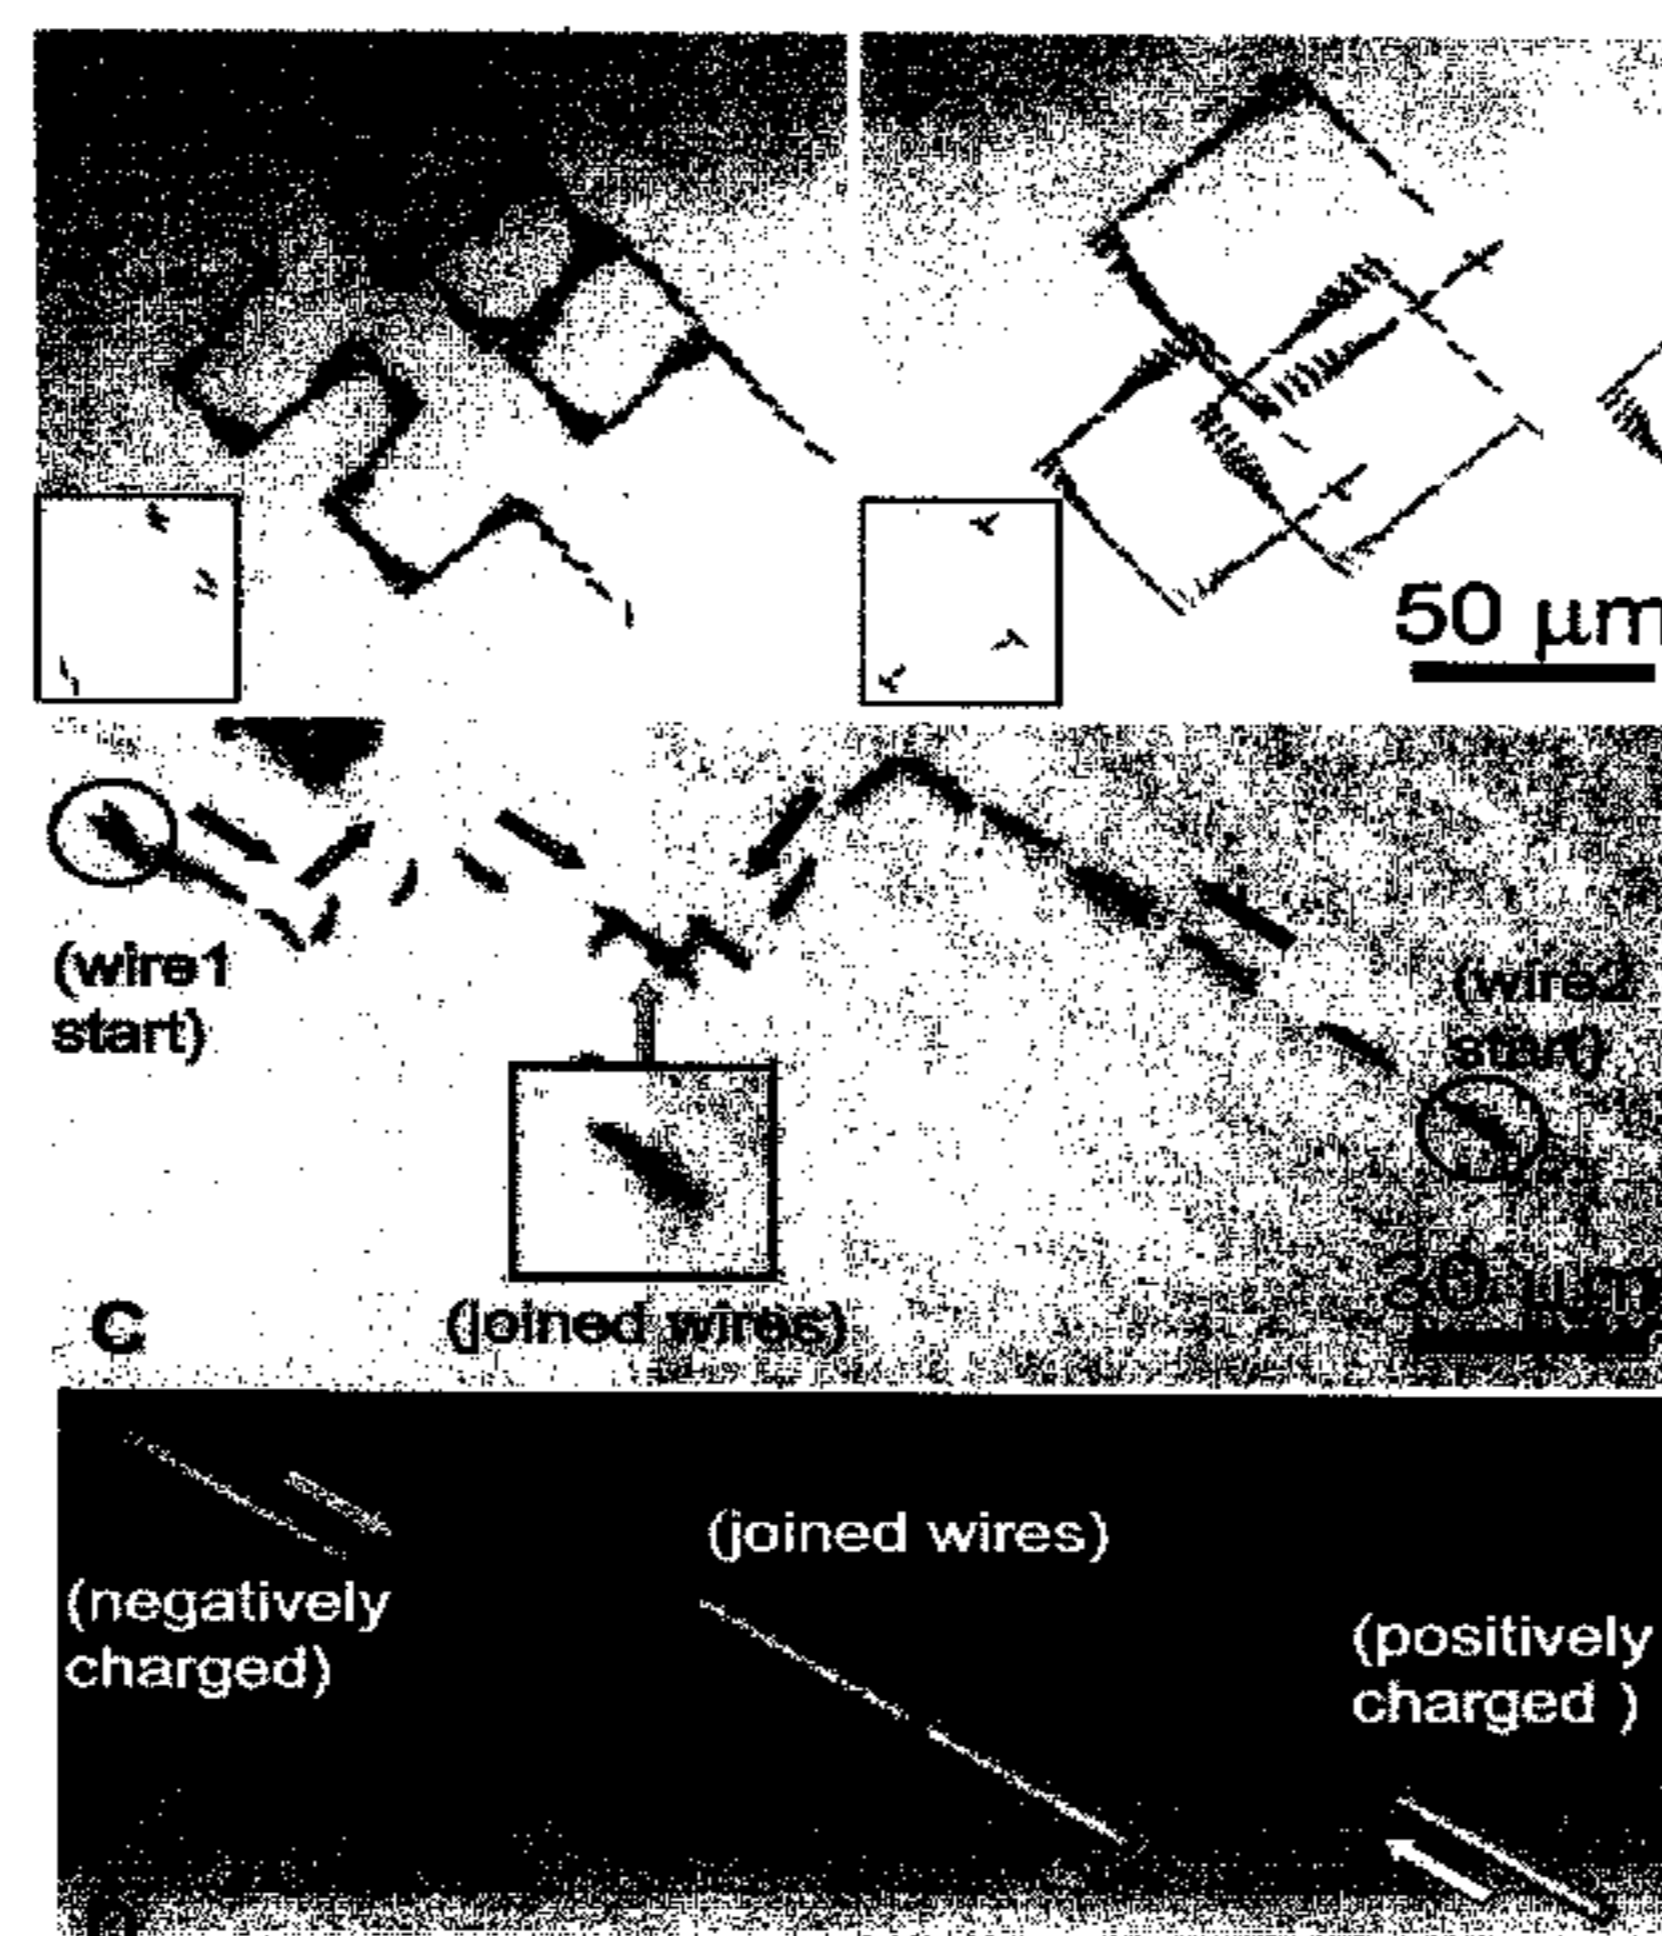 50 μm
(wire1
start)
(wire2
start)
(joined wires)
C
(joined wires)
(negatively
charged)
(positively
charged )